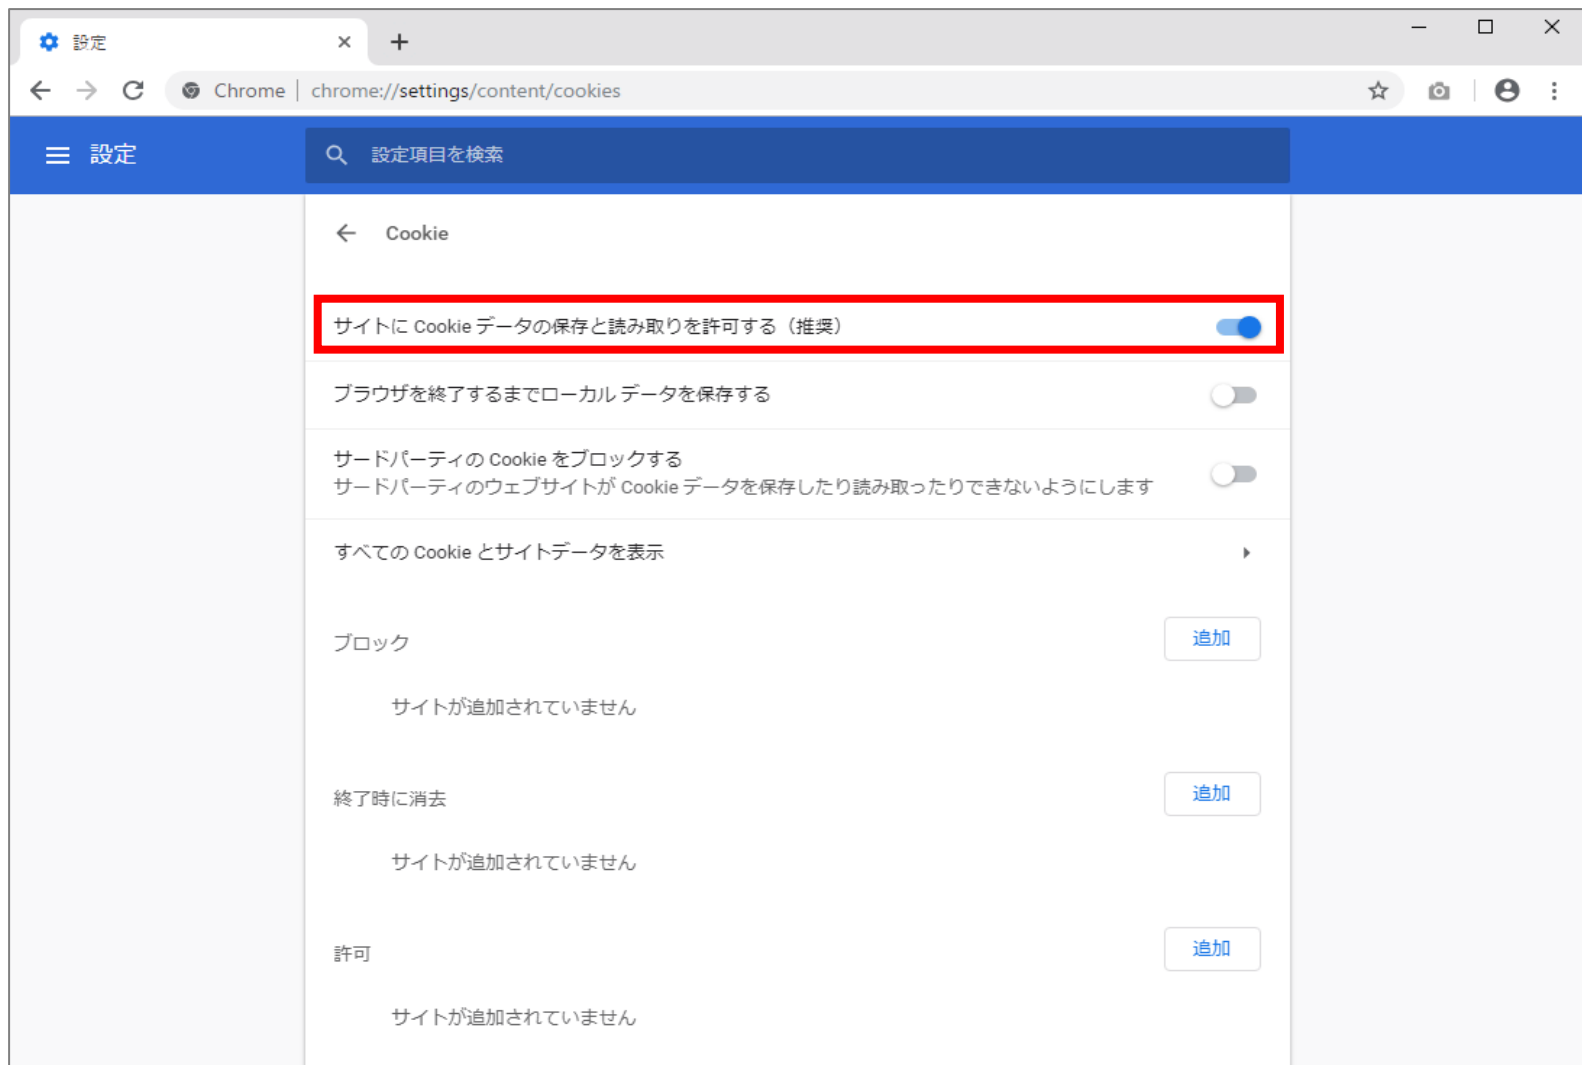 設定
Chrome chrome://settings/content/cookies
設定
設定項目を検索
Cookie
サイトに Cookie データの保存と読み取りを許可する（推奨）
ブラウザを終了するまでローカル データを保存する
サードパーティの Cookie をブロックする
サードパーティのウェブサイトが Cookie データを保存したり読み取ったりできないようにします
すべての Cookie とサイトデータを表示
ブロック
追加
サイトが追加されていません
終了時に消去
追加
サイトが追加されていません
許可
追加
サイトが追加されていません